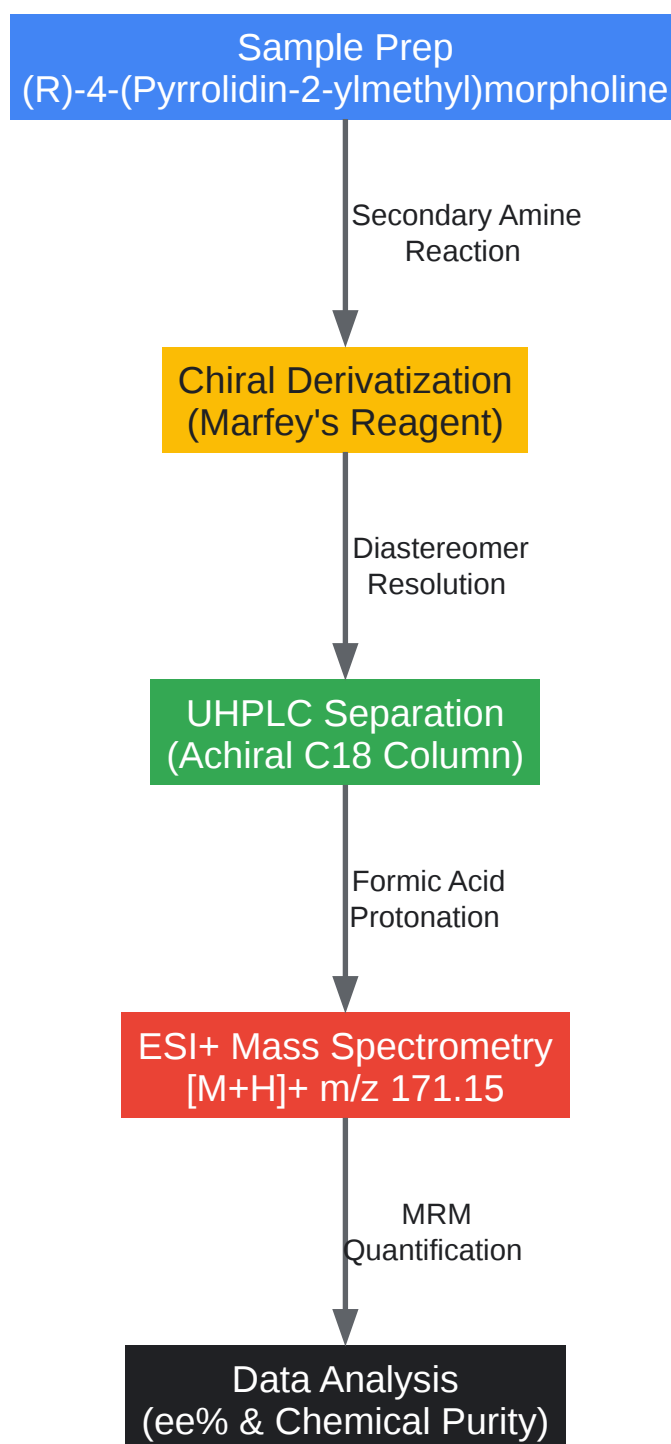 Sample Prep
(R)-4-(Pyrrolidin-2-ylmethyl)morpholine
Secondary Amine
Reaction
Chiral Derivatization
(Marfey's Reagent)
Diastereomer
Resolution
UHPLC Separation
(Achiral C18 Column)
Formic Acid
Protonation
ESI+ Mass Spectrometry
[M+H]+ m/z 171.15
MRM
Quantification
Data Analysis
(ee% & Chemical Purity)